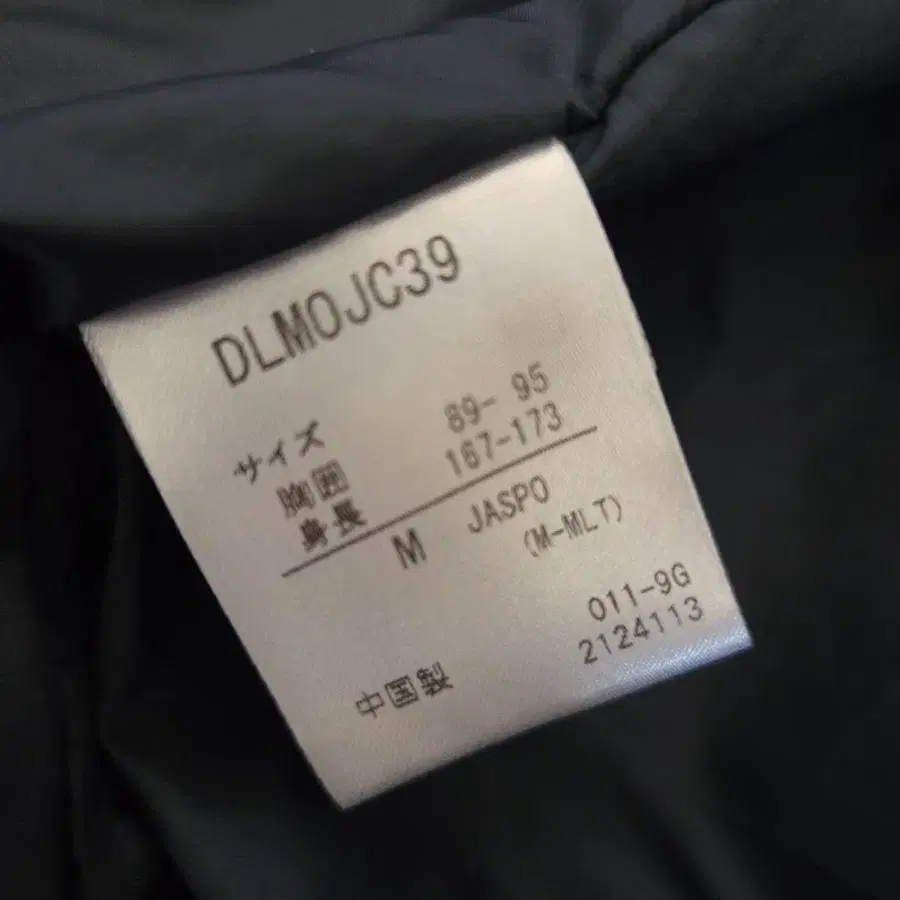 DLMOJC39
サイズ
胸囲 89- 95
身長 167-173
M JASPO
(M-MLT)
011-9G
2124113
中国製